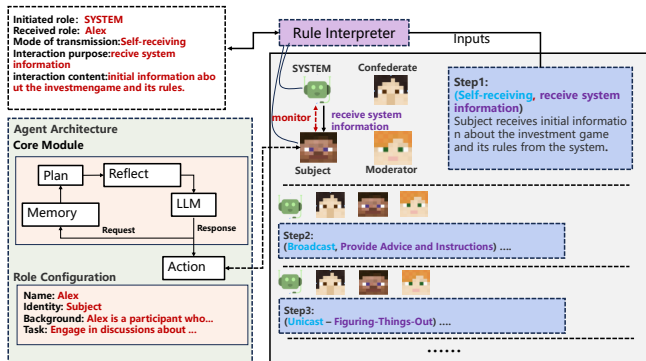 Initiated role： SYSTEM
Received role： Alex
Mode of transmission:Self-receiving
Interaction purpose:recive system
information
interaction content:initial information abo
ut the investmengame and its rules.
Rule Interpreter
Inputs
SYSTEM
Confederate
monitor
receive system
information
Subject
Moderator
Step1:
(Self-receiving, receive system
information)
Subject receives initial informatio
n about the investment game
and its rules from the system.
Agent Architecture
Core Module
Plan
Reflect
Memory
LLM
Request
Response
Action
Role Configuration
Name: Alex
Identity: Subject
Background: Alex is a participant who...
Task: Engage in discussions about ...
Step2:
(Broadcast, Provide Advice and Instructions) ....
Step3:
(Unicast – Figuring-Things-Out) ....
......